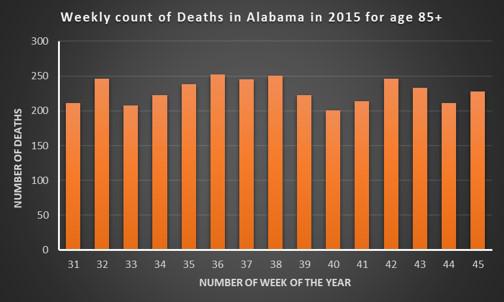 Weekly count of Deaths in Alabama in 2015 for age 85+
300
250
200
150
100
50
0
NUMBER OF DEATHS
31 32 33 34 35 36 37 38 39 40 41 42 43 44 45
NUMBER OF WEEK OF THE YEAR